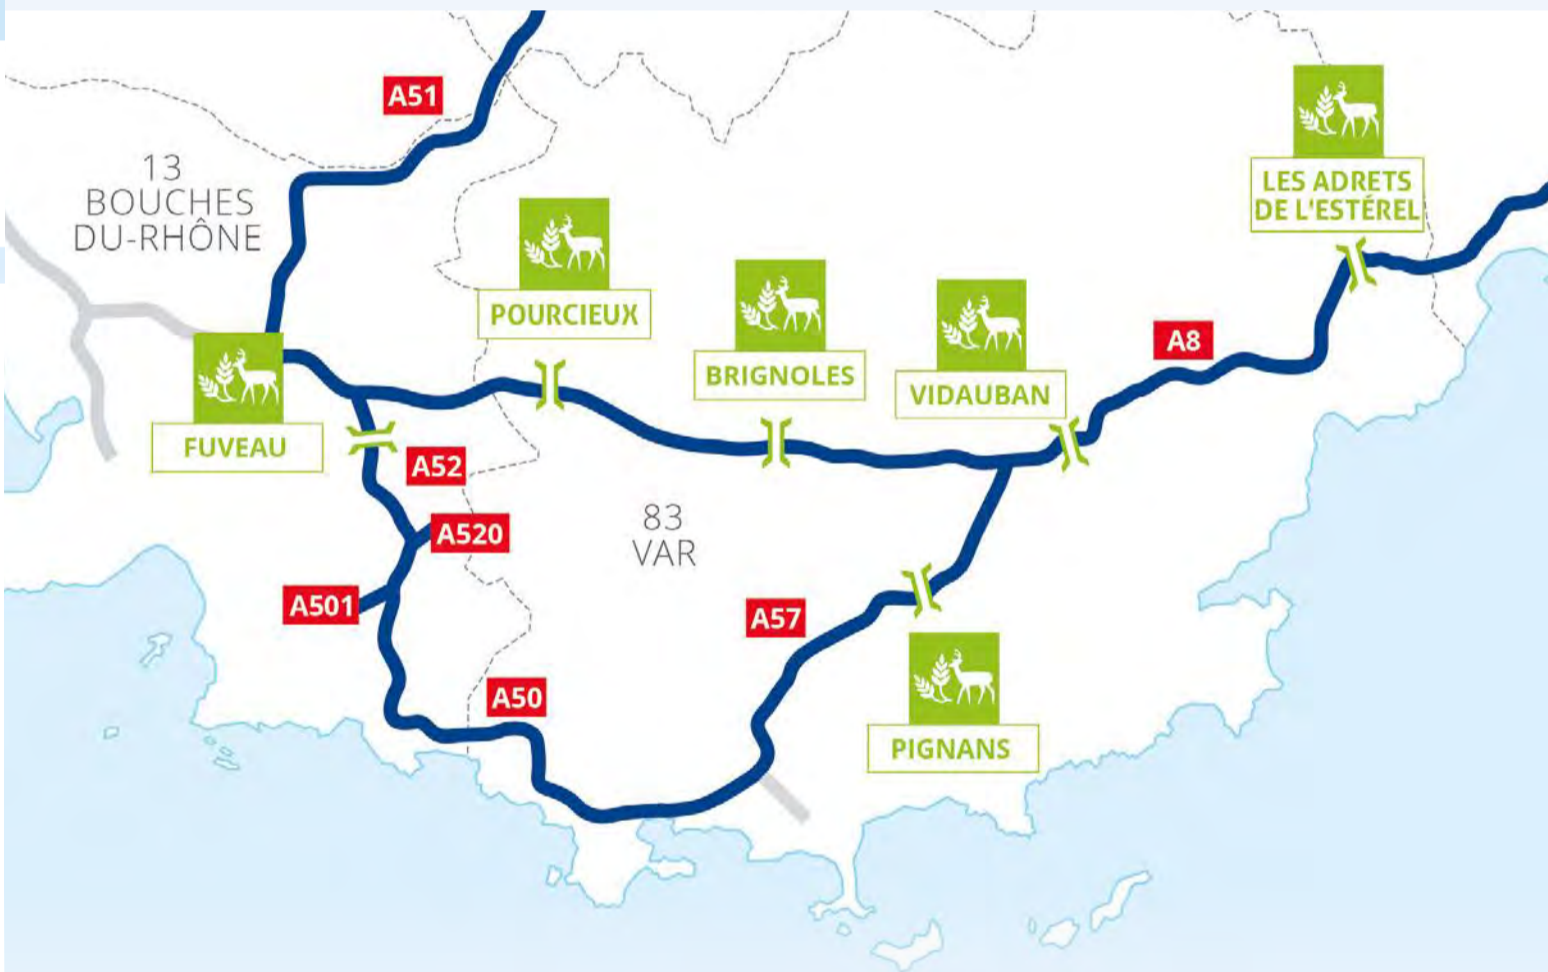 A51
13
BOUCHES
DU-RHÔNE
LES ADRETS
DE L'ESTÉREL
POURCIEUX
BRIGNOLES
VIDAUBAN
A8
FUVEAU
A52
A520
83
VAR
A501
A57
A50
PIGNANS